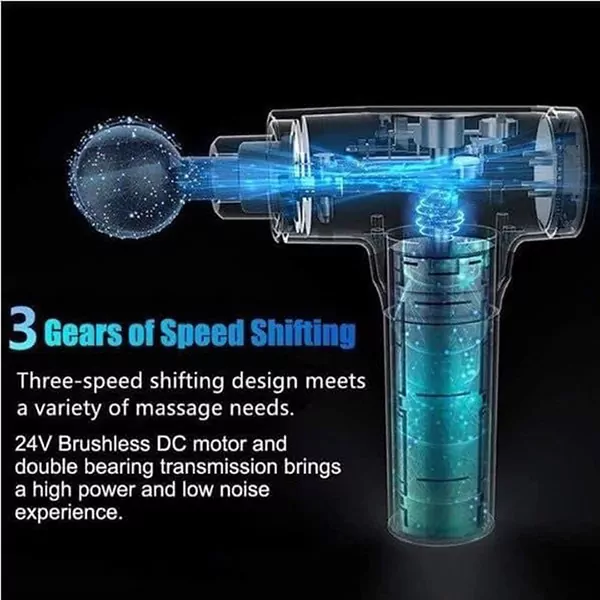 3 Gears of Speed Shifting
Three-speed shifting design meets
a variety of massage needs.
24V Brushless DC motor and
double bearing transmission brings
a high power and low noise
experience.